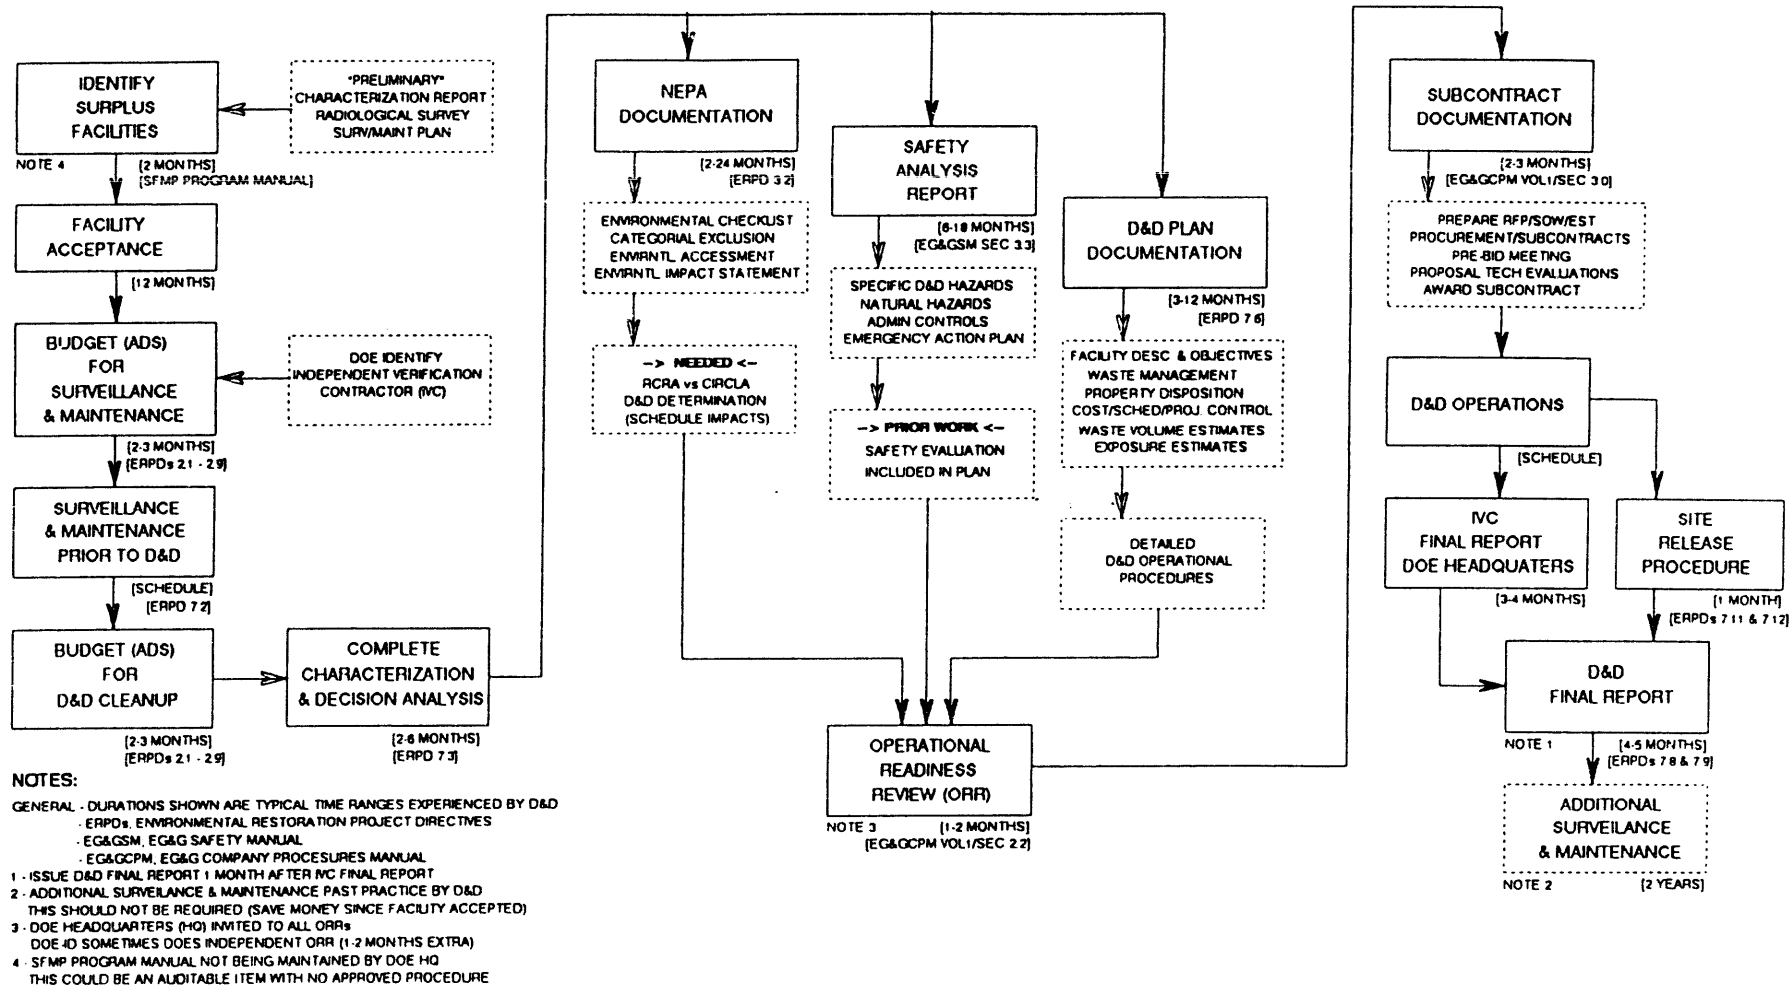 IDENTIFY
SURPLUS
FACILITIES
"PRELIMINARY"
CHARACTERIZATION REPORT
RADIOLOGICAL SURVEY
SURV/MAINT PLAN
NOTE 4
[2 MONTHS]
[SFMP PROGRAM MANUAL]
FACILITY
ACCEPTANCE
[12 MONTHS]
BUDGET (ADS)
FOR
SURVEILLANCE
& MAINTENANCE
DOE IDENTIFY
INDEPENDENT VERIFICATION
CONTRACTOR (IVC)
[2-3 MONTHS]
[ERPDs 2.1 - 2.9]
SURVEILLANCE
& MAINTENANCE
PRIOR TO D&D
[SCHEDULE]
[ERPD 7.2]
BUDGET (ADS)
FOR
D&D CLEANUP
[2-3 MONTHS]
[ERPDs 2.1 - 2.9]
COMPLETE
CHARACTERIZATION
& DECISION ANALYSIS
[2-6 MONTHS]
[ERPD 7.3]
NEPA
DOCUMENTATION
[2-24 MONTHS]
[ERPD 3.2]
ENVIRONMENTAL CHECKLIST
CATEGORIAL EXCLUSION
ENVIRNTL ACCESSMENT
ENVIRNTL IMPACT STATEMENT
--> NEEDED <--
RCRA vs CIRCLA
D&D DETERMINATION
(SCHEDULE IMPACTS)
SAFETY
ANALYSIS
REPORT
[6-18 MONTHS]
[EG&GSM SEC 3.3]
SPECIFIC D&D HAZARDS
NATURAL HAZARDS
ADMIN CONTROLS
EMERGENCY ACTION PLAN
--> PRIOR WORK <--
SAFETY EVALUATION
INCLUDED IN PLAN
D&D PLAN
DOCUMENTATION
[3-12 MONTHS]
[ERPD 7.6]
FACILITY DESC & OBJECTIVES
WASTE MANAGEMENT
PROPERTY DISPOSITION
COST/SCHED/PROJ. CONTROL
WASTE VOLUME ESTIMATES
EXPOSURE ESTIMATES
DETAILED
D&D OPERATIONAL
PROCEDURES
OPERATIONAL
READINESS
REVIEW (ORR)
NOTE 3
[1-2 MONTHS]
[EG&GCPM VOL1/SEC 2.2]
SUBCONTRACT
DOCUMENTATION
[2-3 MONTHS]
[EG&GCPM VOL1/SEC 3.0]
PREPARE RFP/SOW/EST
PROCUREMENT/SUBCONTRACTS
PRE-BID MEETING
PROPOSAL TECH EVALUATIONS
AWARD SUBCONTRACT
D&D OPERATIONS
[SCHEDULE]
IVC
FINAL REPORT
DOE HEADQUATERS
[3-4 MONTHS]
SITE
RELEASE
PROCEDURE
[1 MONTH]
[ERPDs 7.11 & 7.12]
D&D
FINAL REPORT
NOTE 1
[4-5 MONTHS]
[ERPDs 7.8 & 7.9]
ADDITIONAL
SURVEILANCE
& MAINTENANCE
NOTE 2
[2 YEARS]
NOTES:
GENERAL - DURATIONS SHOWN ARE TYPICAL TIME RANGES EXPERIENCED BY D&D
- ERPDs, ENVIRONMENTAL RESTORATION PROJECT DIRECTIVES
- EG&GSM, EG&G SAFETY MANUAL
- EG&GCPM, EG&G COMPANY PROCESURES MANUAL
1 - ISSUE D&D FINAL REPORT 1 MONTH AFTER IVC FINAL REPORT
2 - ADDITIONAL SURVEILANCE & MAINTENANCE PAST PRACTICE BY D&D
THIS SHOULD NOT BE REQUIRED (SAVE MONEY SINCE FACILITY ACCEPTED)
3 - DOE HEADQUARTERS (HQ) INVITED TO ALL ORRs
DOE-ID SOMETIMES DOES INDEPENDENT ORR (1-2 MONTHS EXTRA)
4 - SFMP PROGRAM MANUAL NOT BEING MAINTAINED BY DOE HQ
THIS COULD BE AN AUDITABLE ITEM WITH NO APPROVED PROCEDURE